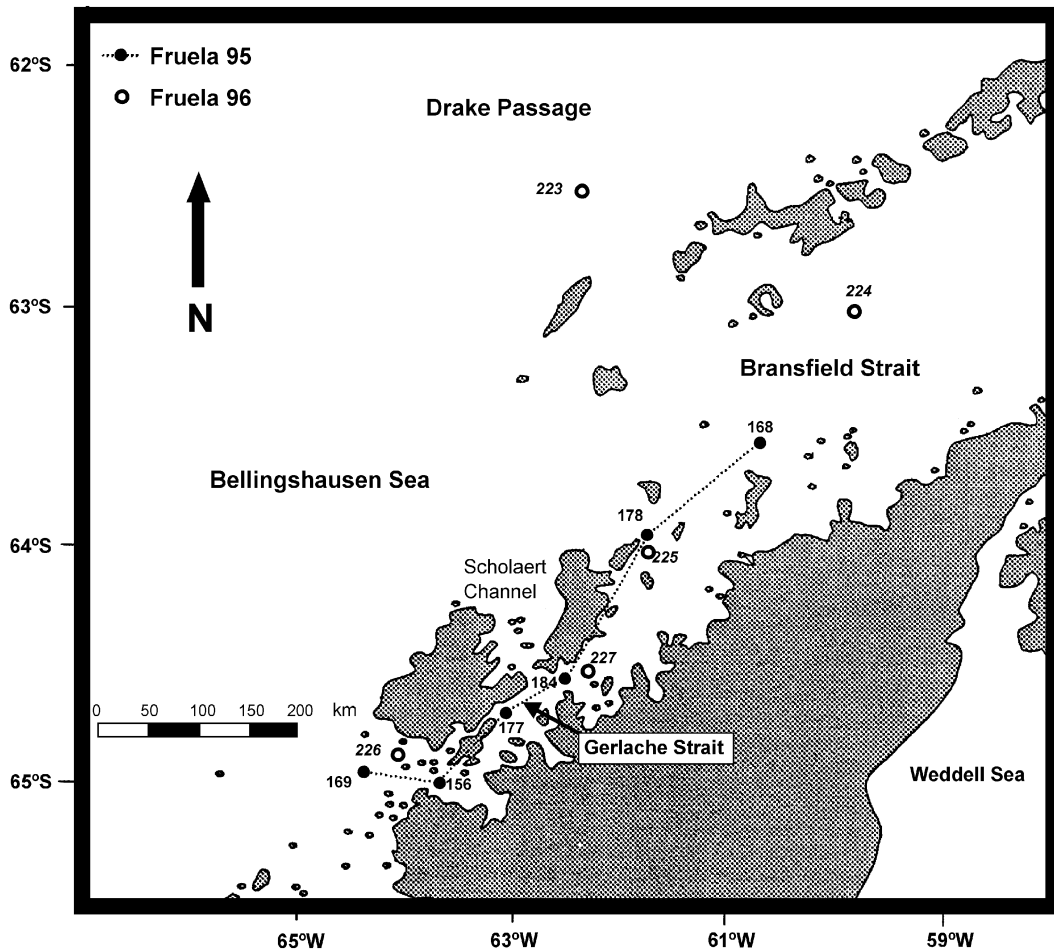 62ºS
Fruela 95
Fruela 96
Drake Passage
223
N
63ºS
224
Bransfield Strait
168
Bellingshausen Sea
178
64ºS
225
Scholaert
Channel
227
184
0 50 100 150 200 km
177
226
Gerlache Strait
65ºS
169
156
Weddell Sea
65ºW
63ºW
61ºW
59ºW